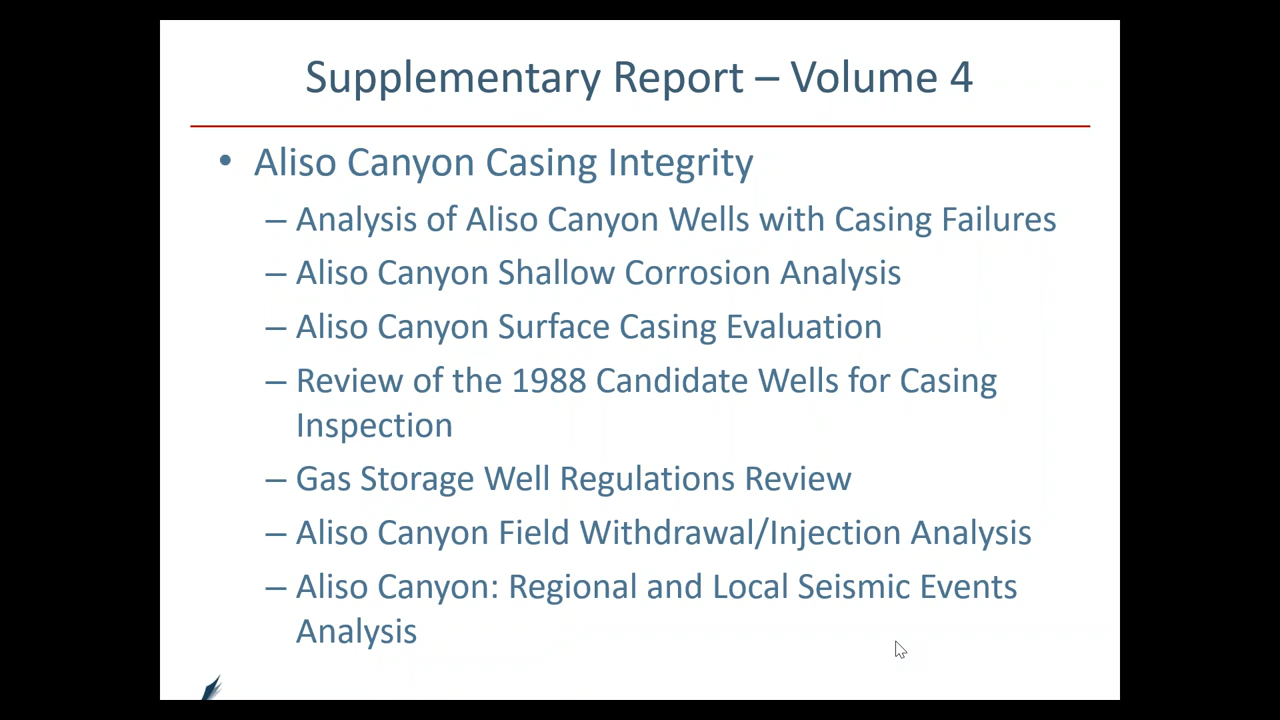 Supplementary Report – Volume 4
• Aliso Canyon Casing Integrity
– Analysis of Aliso Canyon Wells with Casing Failures
– Aliso Canyon Shallow Corrosion Analysis
– Aliso Canyon Surface Casing Evaluation
– Review of the 1988 Candidate Wells for Casing
Inspection
– Gas Storage Well Regulations Review
– Aliso Canyon Field Withdrawal/Injection Analysis
– Aliso Canyon: Regional and Local Seismic Events
Analysis